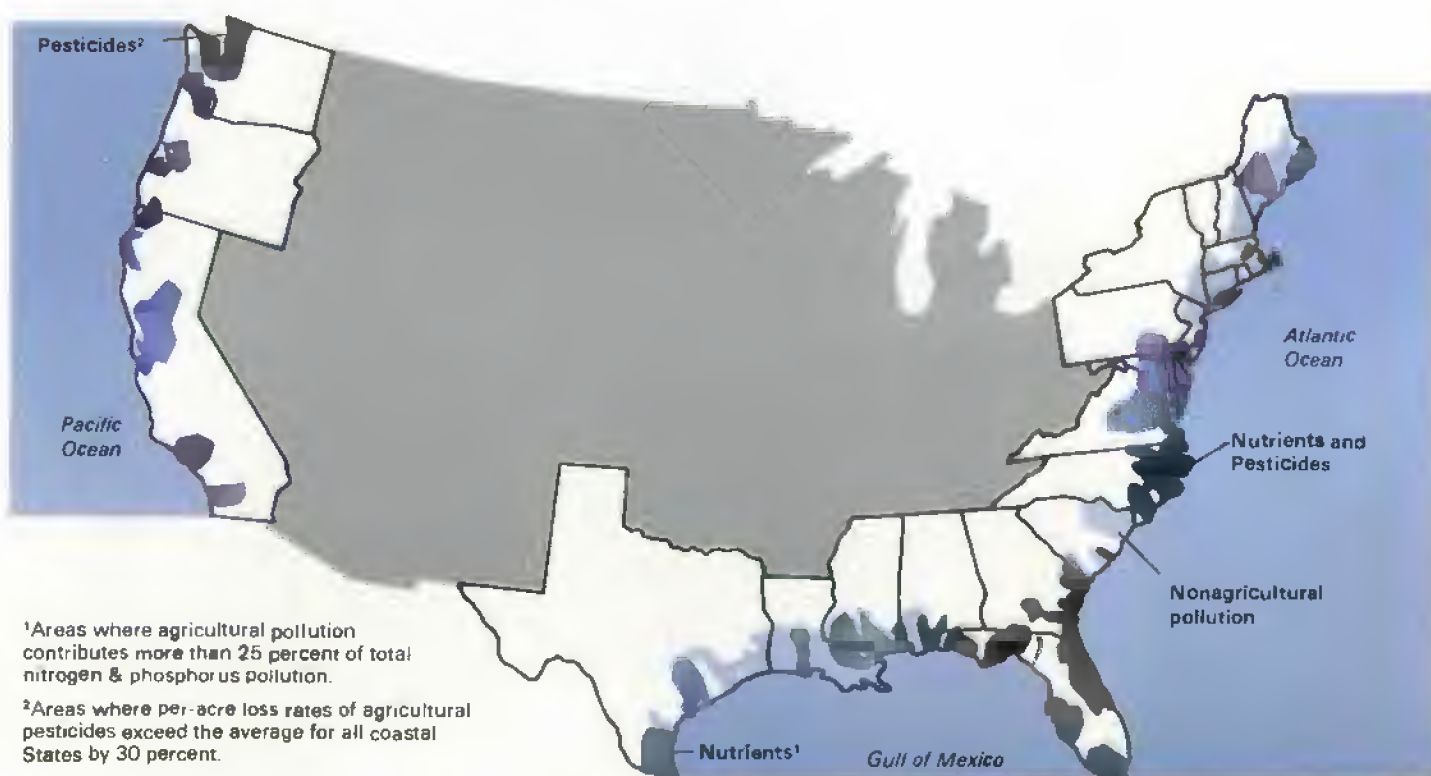 Pesticides²
Atlantic
Ocean
Pacific
Ocean
Nutrients and
Pesticides
Nonagricultural
pollution
¹Areas where agricultural pollution
contributes more than 25 percent of total
nitrogen & phosphorus pollution.
²Areas where per-acre loss rates of agricultural
pesticides exceed the average for all coastal
States by 30 percent.
Nutrients¹
Gulf of Mexico